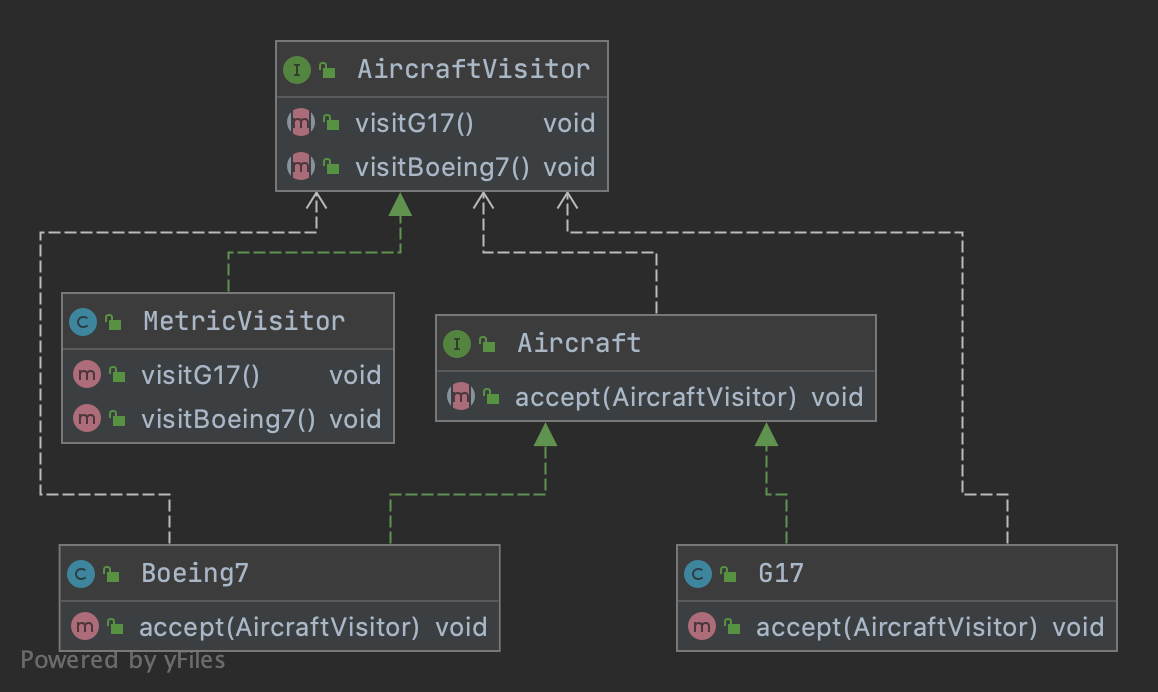 I AircraftVisitor
m visitG17() void
m visitBoeing7() void
C MetricVisitor
m visitG17() void
m visitBoeing7() void
I Aircraft
m accept(AircraftVisitor) void
C Boeing7
m accept(AircraftVisitor) void
C G17
m accept(AircraftVisitor) void
Powered by yFiles